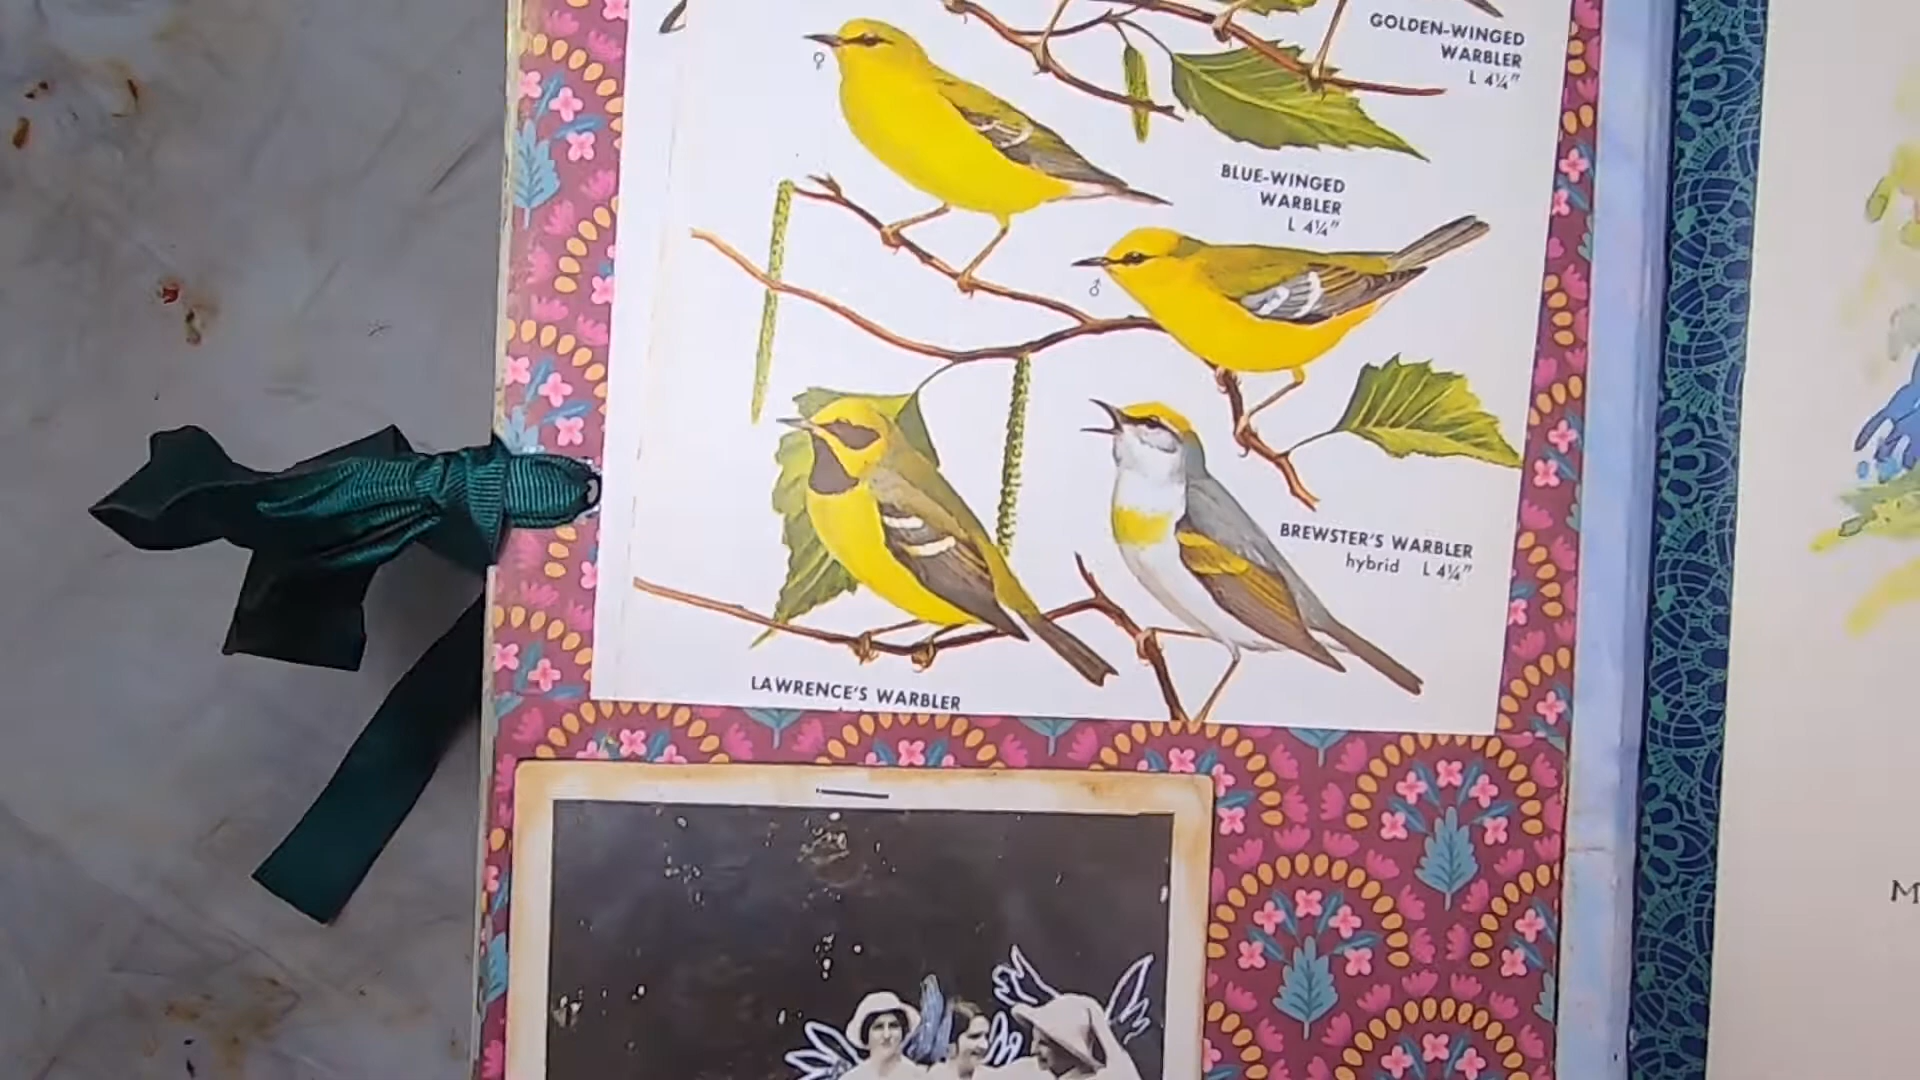 GOLDEN-WINGED
WARBLER
L 4¼"
♀
BLUE-WINGED
WARBLER
L 4¼"
♂
BREWSTER'S WARBLER
hybrid L 4¼"
LAWRENCE'S WARBLER
M